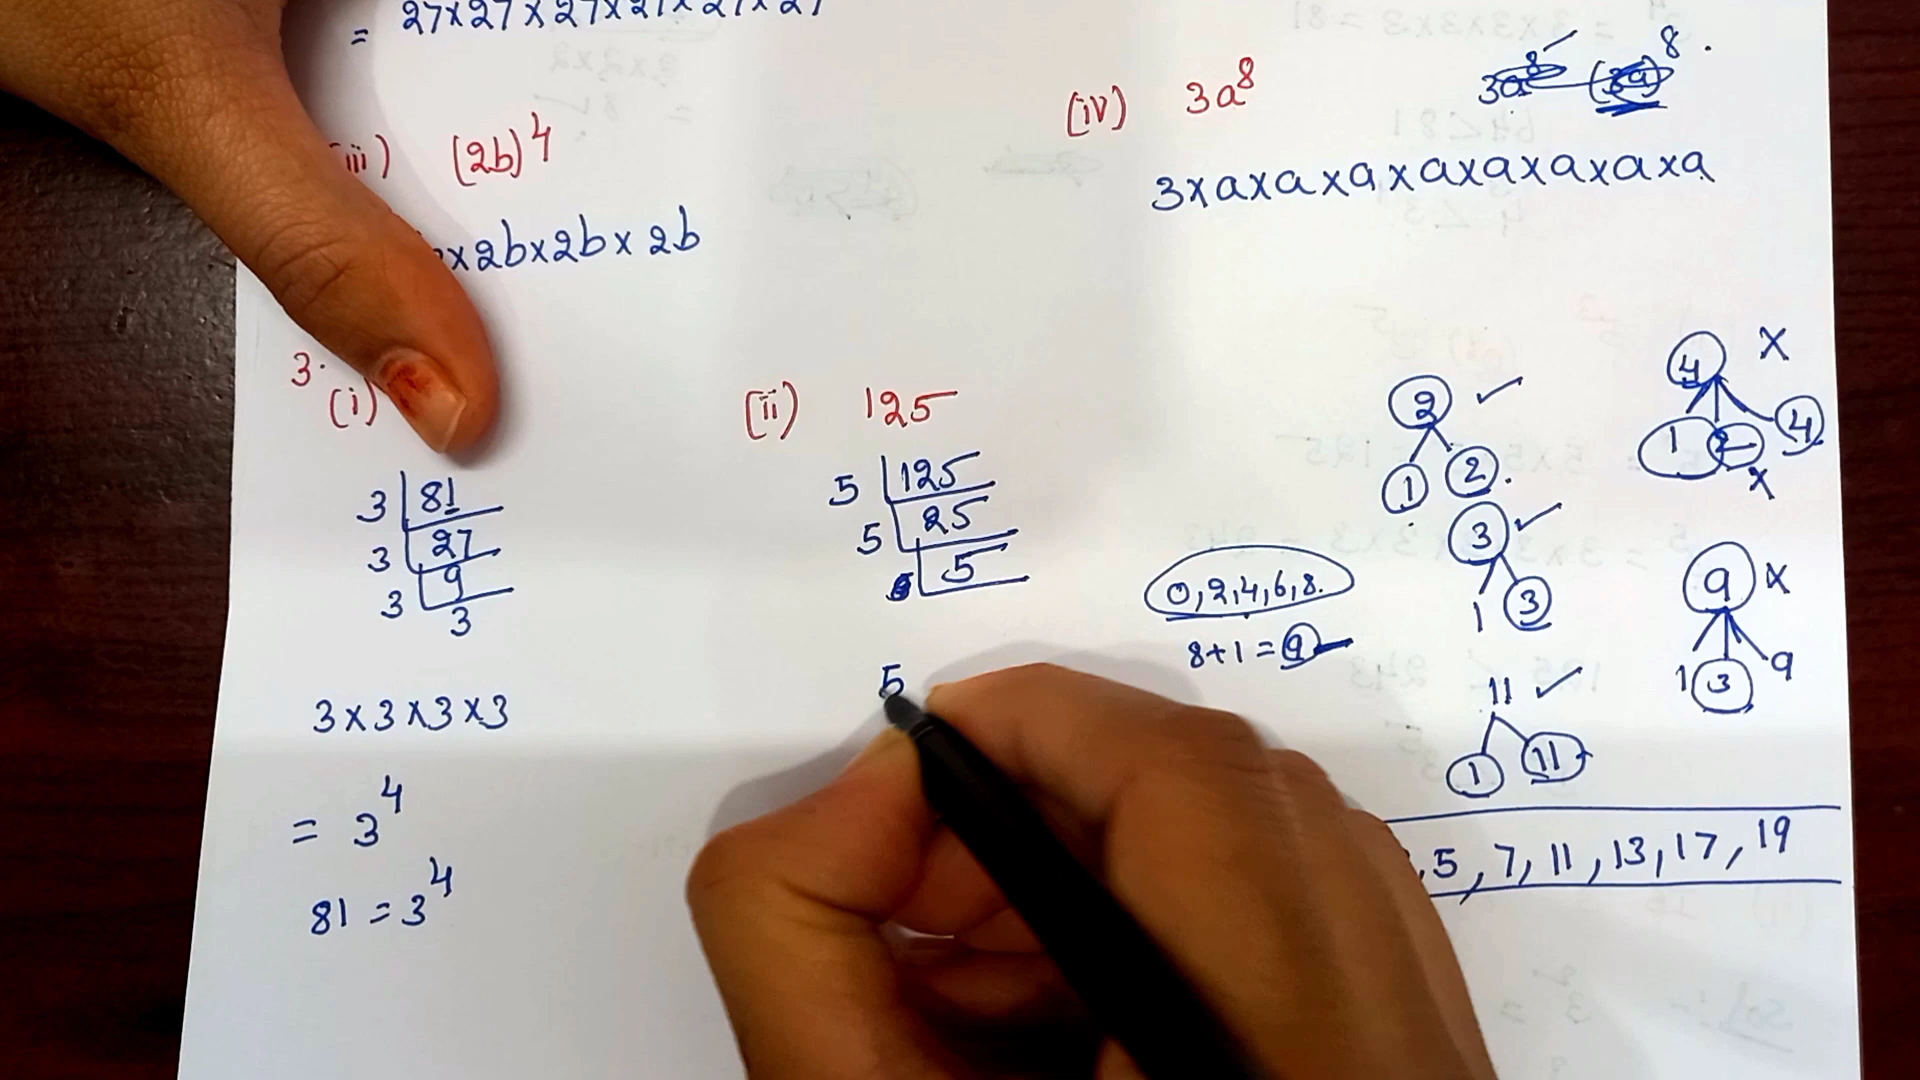 = 27×27×27×27×27×27
(iii) (2b)⁴
×2b×2b×2b
(iv) 3a⁸
3a⁸ ✓ (3a)⁸.
3×a×a×a×a×a×a×a×a
3.
(i)
3 81
3 27
3 9
3
3×3×3×3
= 3⁴
81 = 3⁴
(ii) 125
5 125
5 25
5
5
0,2,4,6,8.
8+1=9
2 ✓
1 2.
3 ✓
1 3
11 ✓
1 11
4 ×
1 2 4
×
9 ×
1 3 9
,5,7,11,13,17,19